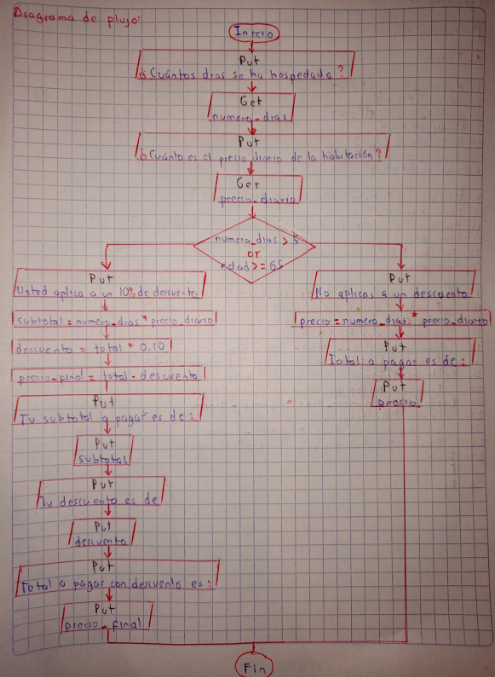 Diagrama de flujo:
Inicio
Put
¿Cuántos dias se ha hospedado?
Get
numero_dias
Put
¿Cuánto es el precio diario de la habitación?
Get
precio_diario
numero_dias > 5
or
edad >= 65
Put
Usted aplica a un 10% de descuento
subtotal = numero_dias * precio_diario
descuento = total * 0.10
precio_final = total - descuento
Put
Tu subtotal a pagar es de:
Put
subtotal
Put
Tu descuento es de
Put
descuento
Put
Total a pagar con descuento es:
Put
precio_final
Put
No aplicas a un descuento
precio = numero_dias * precio_diario
Put
Total a pagar es de:
Put
precio
Fin